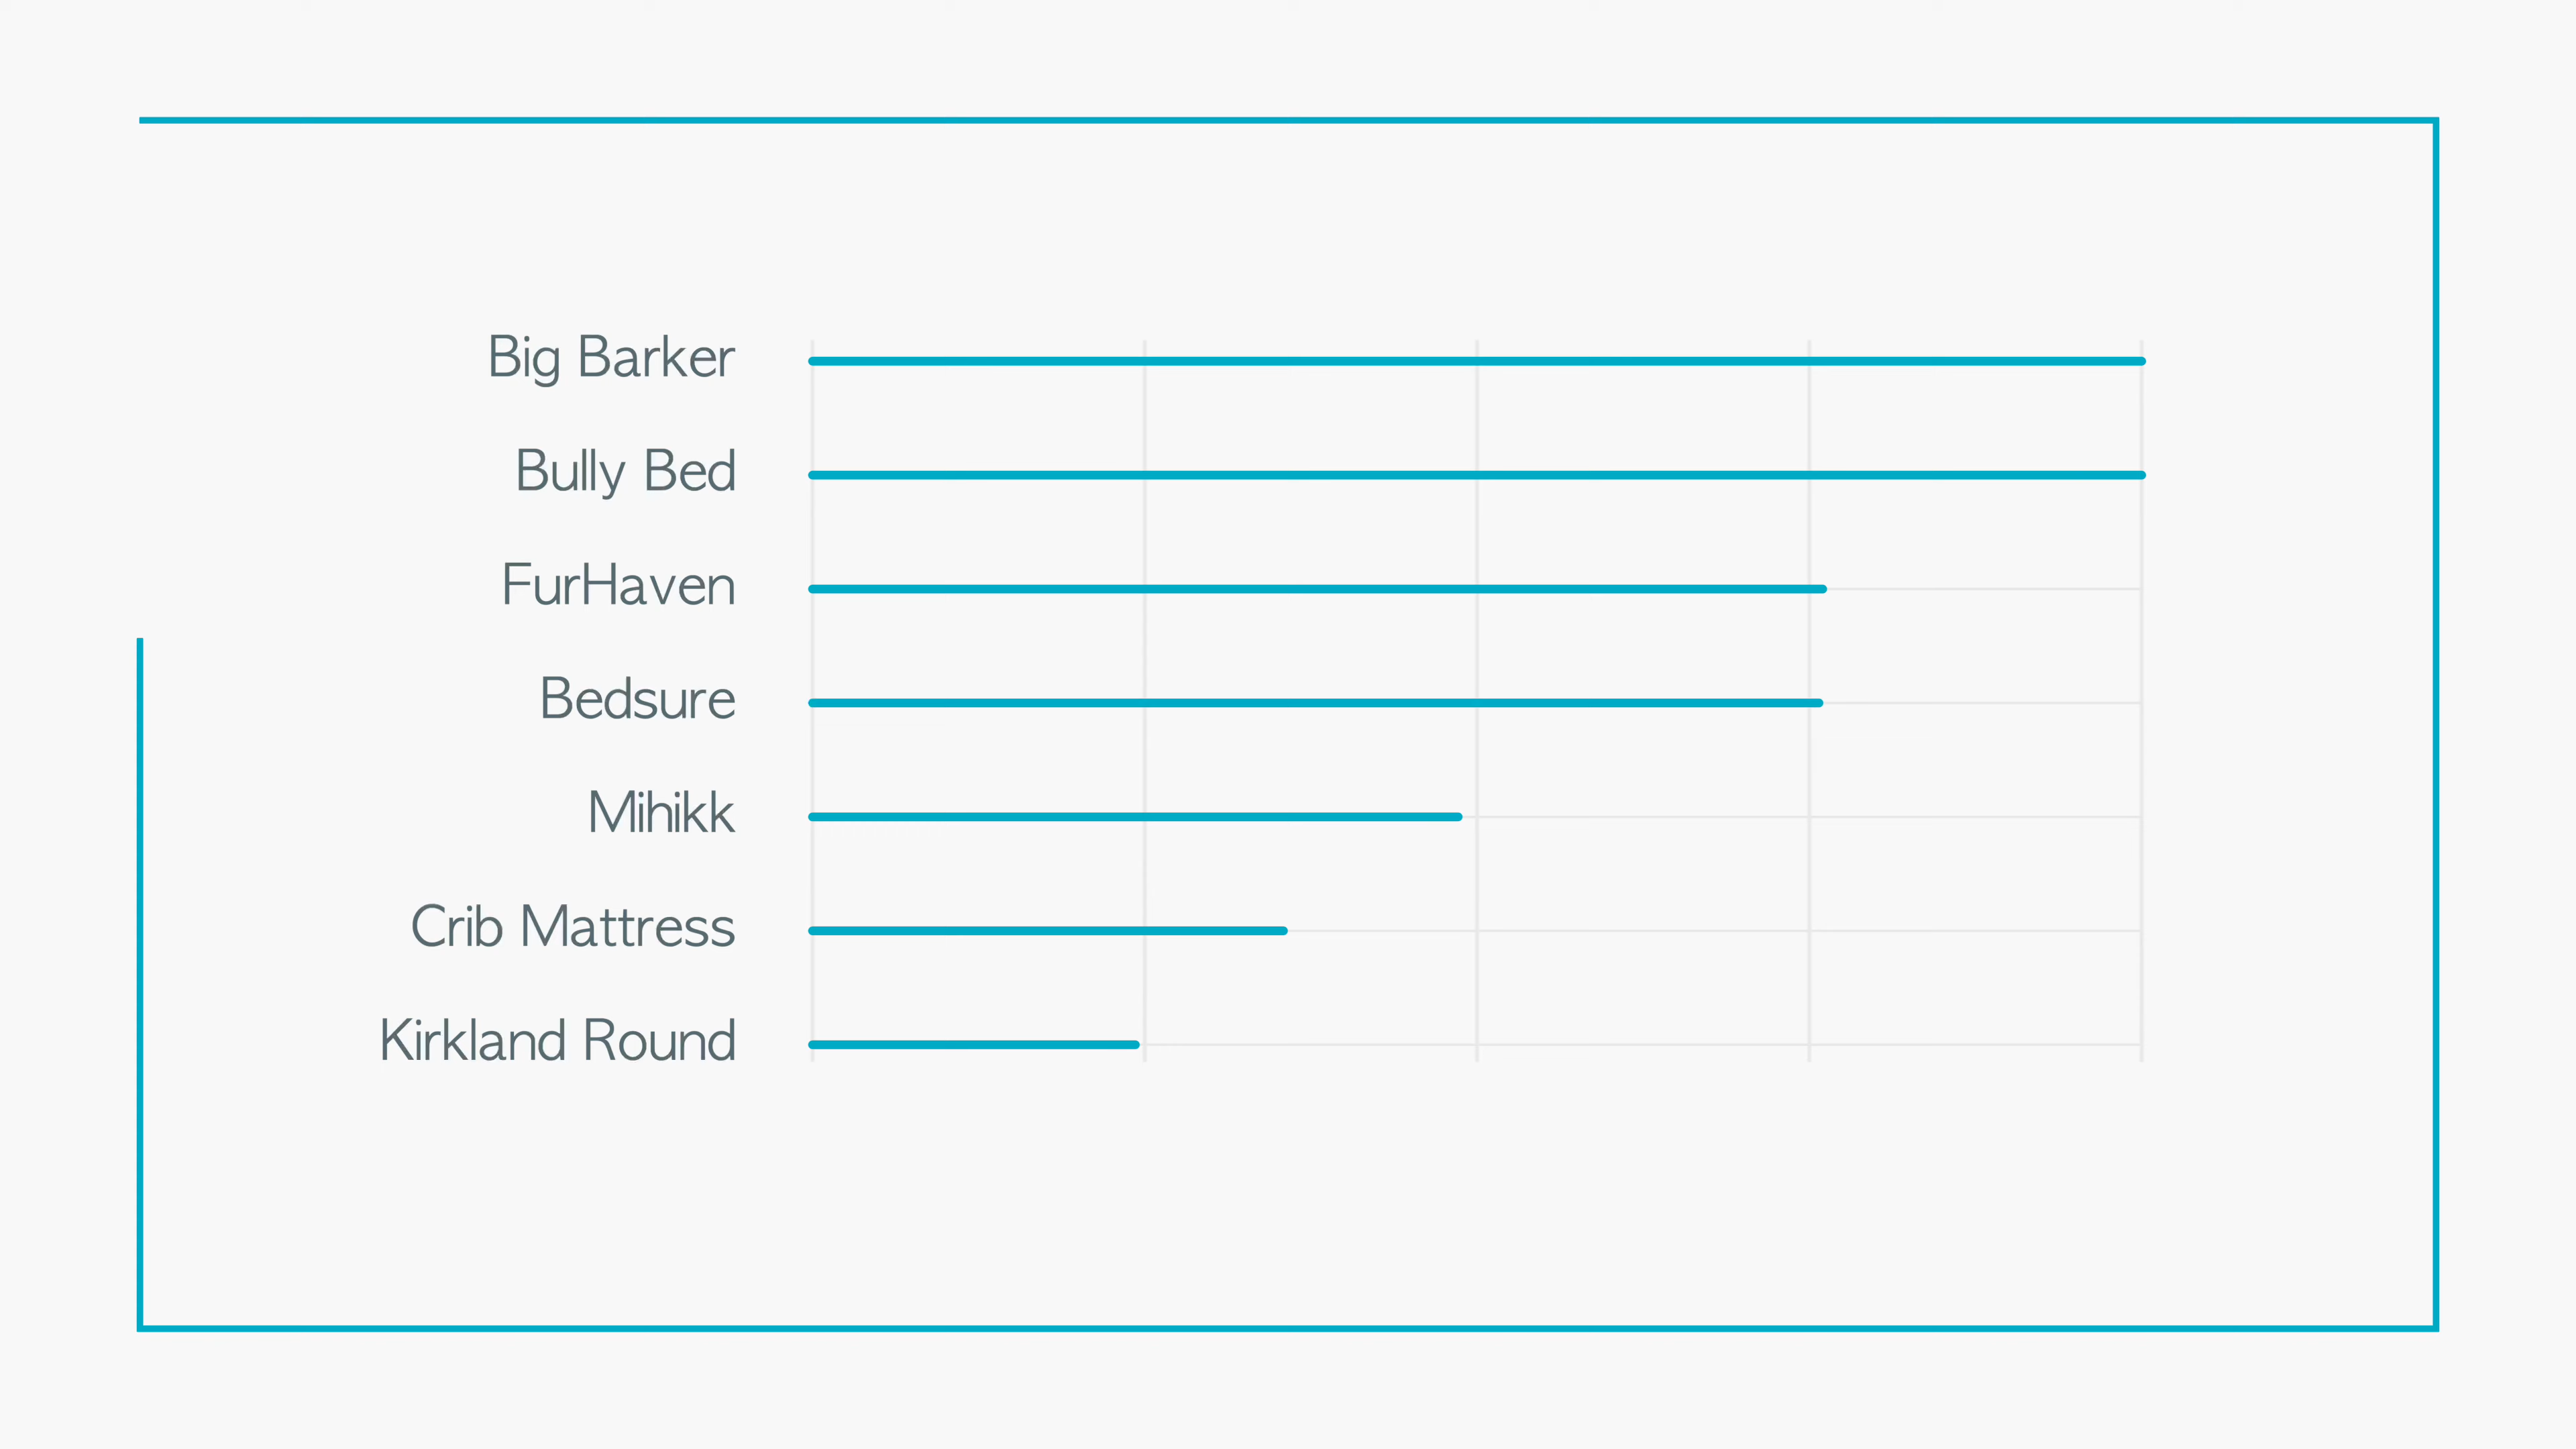 Big Barker
Bully Bed
FurHaven
Bedsure
Mihikk
Crib Mattress
Kirkland Round